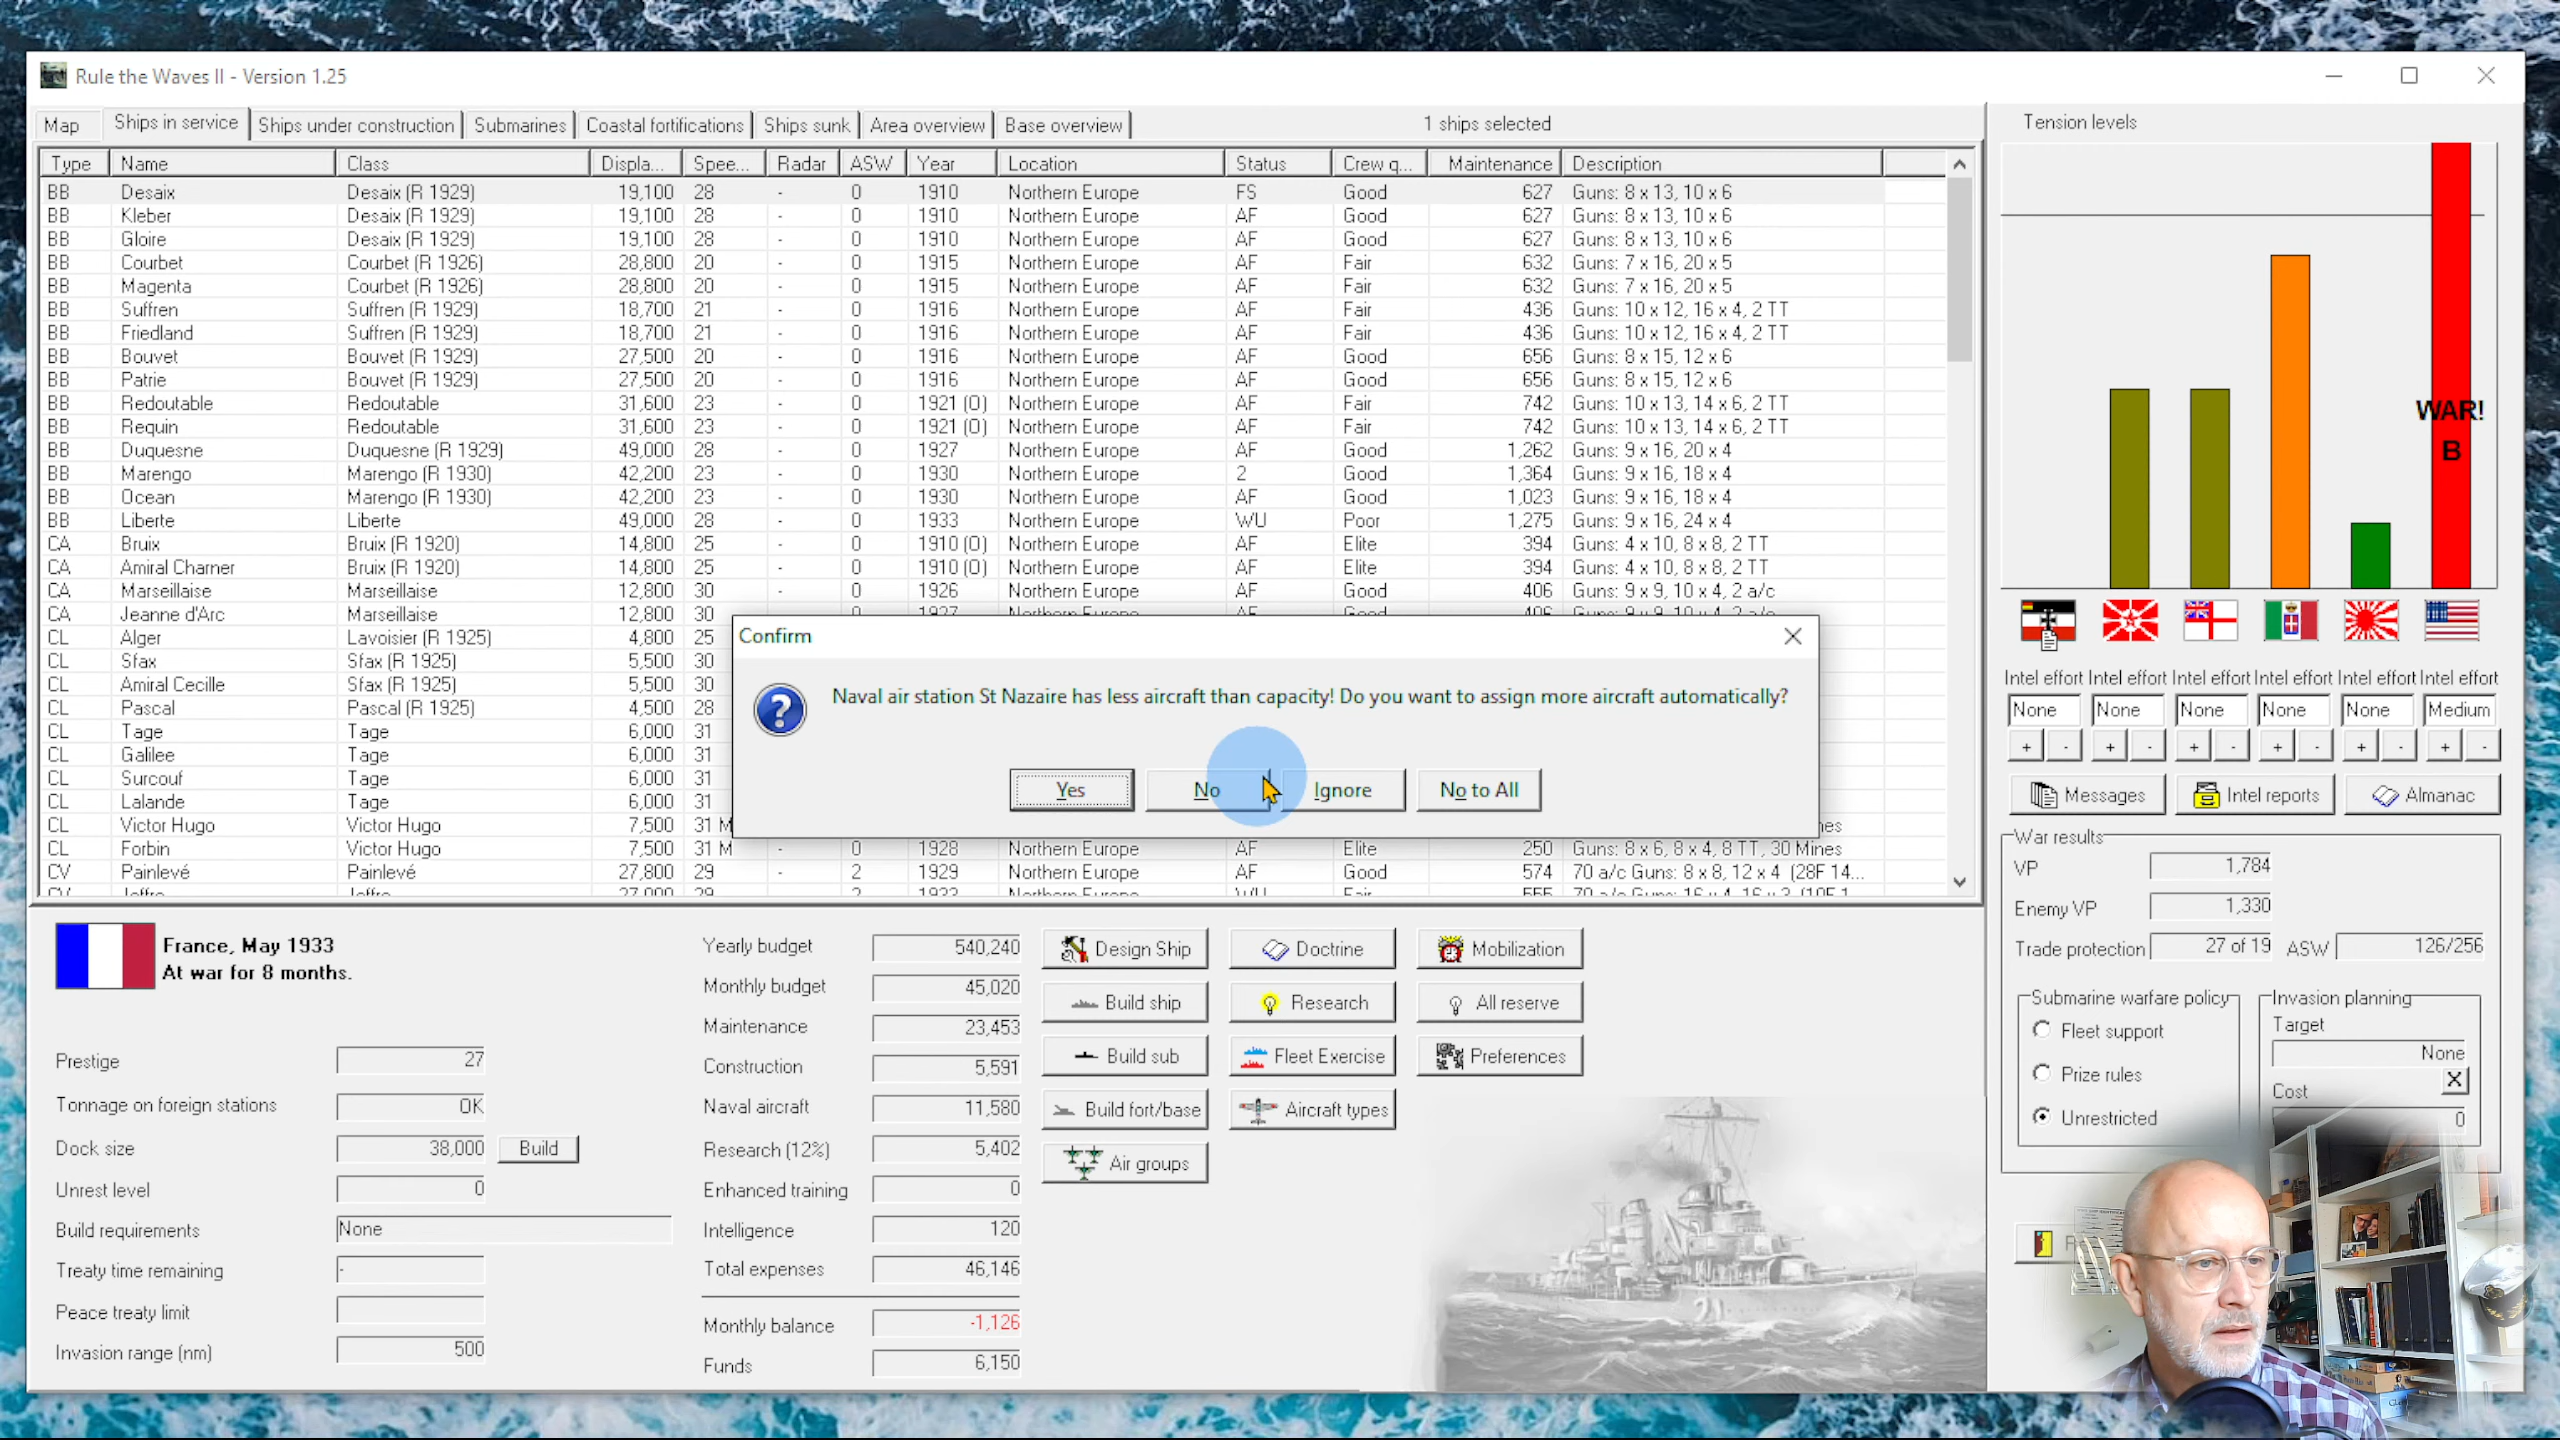 Rule the Waves II - Version 1.25
Map Ships in service Ships under construction Submarines Coastal fortifications Ships sunk Area overview Base overview 1 ships selected
Type Name Class Displa... Spee... Radar ASW Year Location Status Crew q... Maintenance Description
BB Desaix Desaix (R 1929) 19,100 28 - 0 1910 Northern Europe FS Good 627 Guns: 8 x 13, 10 x 6
BB Kleber Desaix (R 1929) 19,100 28 - 0 1910 Northern Europe AF Good 627 Guns: 8 x 13, 10 x 6
BB Gloire Desaix (R 1929) 19,100 28 - 0 1910 Northern Europe AF Good 627 Guns: 8 x 13, 10 x 6
BB Courbet Courbet (R 1926) 28,800 20 - 0 1915 Northern Europe AF Fair 632 Guns: 7 x 16, 20 x 5
BB Magenta Courbet (R 1926) 28,800 20 - 0 1915 Northern Europe AF Fair 632 Guns: 7 x 16, 20 x 5
BB Suffren Suffren (R 1929) 18,700 21 - 0 1916 Northern Europe AF Fair 436 Guns: 10 x 12, 16 x 4, 2 TT
BB Friedland Suffren (R 1929) 18,700 21 - 0 1916 Northern Europe AF Fair 436 Guns: 10 x 12, 16 x 4, 2 TT
BB Bouvet Bouvet (R 1929) 27,500 20 - 0 1916 Northern Europe AF Good 656 Guns: 8 x 15, 12 x 6
BB Patrie Bouvet (R 1929) 27,500 20 - 0 1916 Northern Europe AF Good 656 Guns: 8 x 15, 12 x 6
BB Redoutable Redoutable 31,600 23 - 0 1921 (O) Northern Europe AF Fair 742 Guns: 10 x 13, 14 x 6, 2 TT
BB Requin Redoutable 31,600 23 - 0 1921 (O) Northern Europe AF Fair 742 Guns: 10 x 13, 14 x 6, 2 TT
BB Duquesne Duquesne (R 1929) 49,000 28 - 0 1927 Northern Europe AF Good 1,262 Guns: 9 x 16, 20 x 4
BB Marengo Marengo (R 1930) 42,200 23 - 0 1930 Northern Europe 2 Good 1,364 Guns: 9 x 16, 18 x 4
BB Ocean Marengo (R 1930) 42,200 23 - 0 1930 Northern Europe AF Good 1,023 Guns: 9 x 16, 18 x 4
BB Liberte Liberte 49,000 28 - 0 1933 Northern Europe WU Poor 1,275 Guns: 9 x 16, 24 x 4
CA Bruix Bruix (R 1920) 14,800 25 - 0 1910 (O) Northern Europe AF Elite 394 Guns: 4 x 10, 8 x 8, 2 TT
CA Amiral Charner Bruix (R 1920) 14,800 25 - 0 1910 (O) Northern Europe AF Elite 394 Guns: 4 x 10, 8 x 8, 2 TT
CA Marseillaise Marseillaise 12,800 30 - 0 1926 Northern Europe AF Good 406 Guns: 9 x 9, 10 x 4, 2 a/c
CA Jeanne d'Arc Marseillaise 12,800 30 - 0 1927 Northern Europe AF Good 406 Guns: 9 x 9, 10 x 4, 2 a/c
CL Alger Lavoisier (R 1925) 4,800 25
CL Sfax Sfax (R 1925) 5,500 30
CL Amiral Cecille Sfax (R 1925) 5,500 30
CL Pascal Pascal (R 1925) 4,500 28
CL Tage Tage 6,000 31
CL Galilee Tage 6,000 31
CL Surcouf Tage 6,000 31
CL Lalande Tage 6,000 31
CL Victor Hugo Victor Hugo 7,500 31 M nes
CL Forbin Victor Hugo 7,500 31 M - 0 1928 Northern Europe AF Elite 250 Guns: 8 x 6, 8 x 4, 8 TT, 30 Mines
CV Painlevé Painlevé 27,800 29 2 1929 Northern Europe AF Good 574 70 a/c Guns: 8 x 8, 12 x 4 (28F 14...
Confirm
Naval air station St Nazaire has less aircraft than capacity! Do you want to assign more aircraft automatically?
Yes No Ignore No to All
Tension levels
WAR!
B
Intel effort Intel effort Intel effort Intel effort Intel effort Intel effort
None None None None None Medium
+ - + - + - + - + - + -
Messages Intel reports Almanac
War results
VP 1,784
Enemy VP 1,330
Trade protection 27 of 19 ASW 126/256
Submarine warfare policy
Fleet support
Prize rules
Unrestricted
Invasion planning
Target
None
X
Cost
0
France, May 1933
At war for 8 months.
Prestige 27
Tonnage on foreign stations OK
Dock size 38,000 Build
Unrest level 0
Build requirements None
Treaty time remaining -
Peace treaty limit
Invasion range (nm) 500
Yearly budget 540,240
Monthly budget 45,020
Maintenance 23,453
Construction 5,591
Naval aircraft 11,580
Research (12%) 5,402
Enhanced training 0
Intelligence 120
Total expenses 46,146
Monthly balance -1,126
Funds 6,150
Design Ship Doctrine Mobilization
Build ship Research All reserve
Build sub Fleet Exercise Preferences
Build fort/base Aircraft types
Air groups